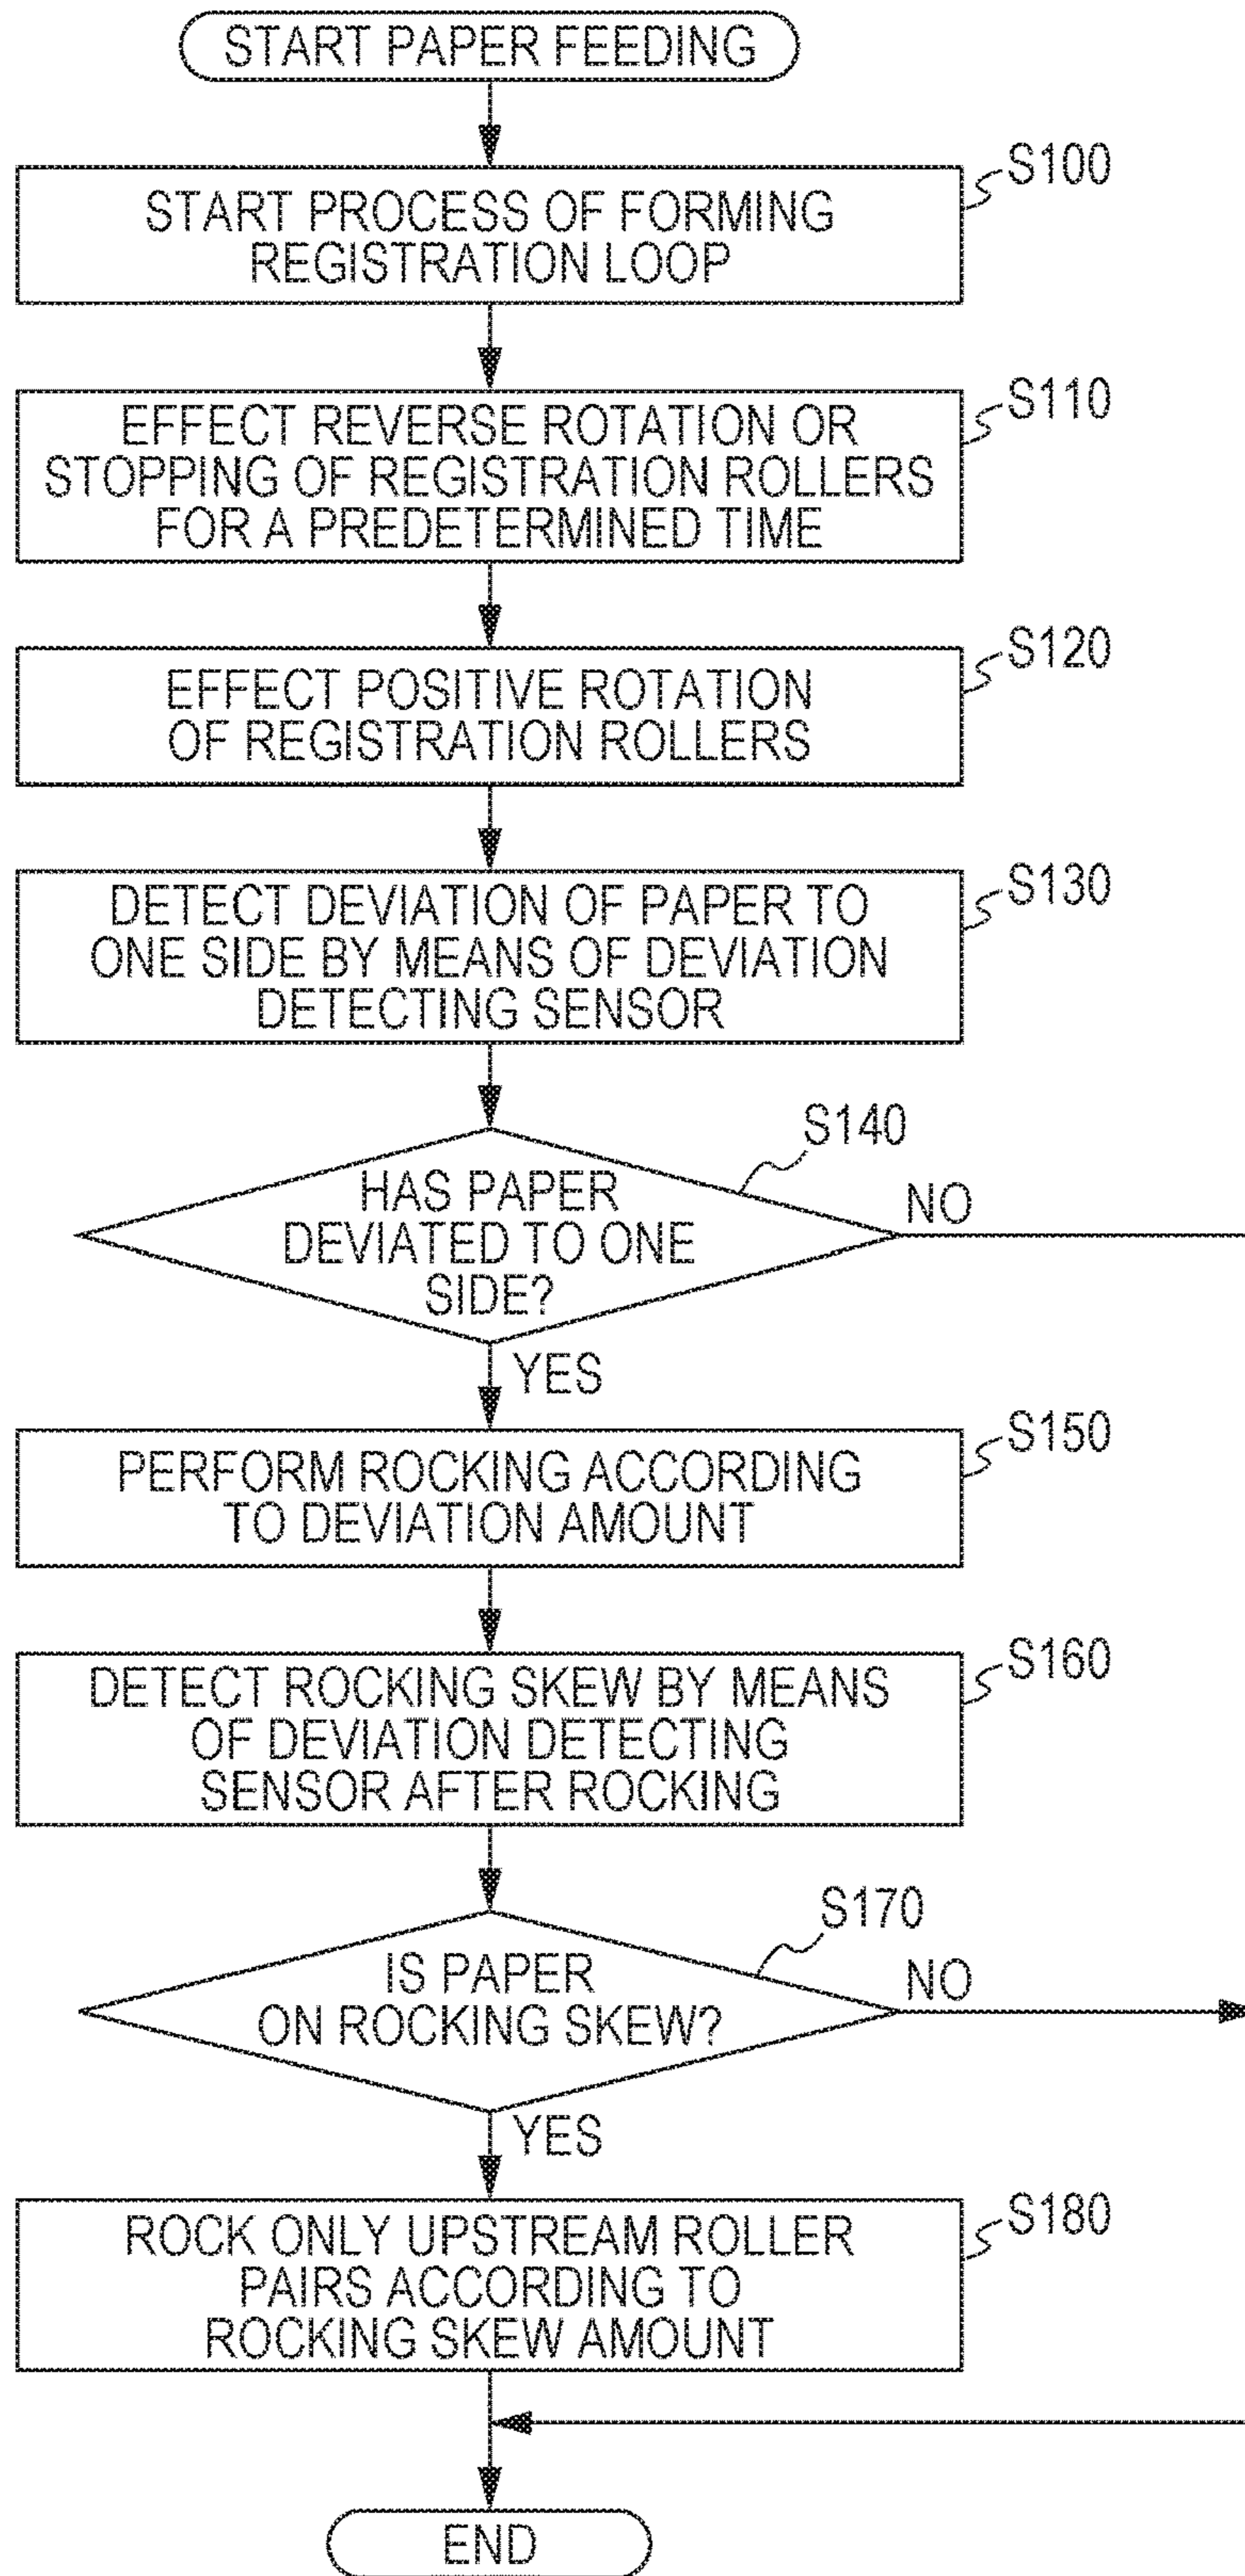 START PAPER FEEDING
S100
START PROCESS OF FORMING
REGISTRATION LOOP
S110
EFFECT REVERSE ROTATION OR
STOPPING OF REGISTRATION ROLLERS
FOR A PREDETERMINED TIME
S120
EFFECT POSITIVE ROTATION
OF REGISTRATION ROLLERS
S130
DETECT DEVIATION OF PAPER TO
ONE SIDE BY MEANS OF DEVIATION
DETECTING SENSOR
S140
HAS PAPER
DEVIATED TO ONE
SIDE?
NO
YES
S150
PERFORM ROCKING ACCORDING
TO DEVIATION AMOUNT
S160
DETECT ROCKING SKEW BY MEANS
OF DEVIATION DETECTING
SENSOR AFTER ROCKING
S170
IS PAPER
ON ROCKING SKEW?
NO
YES
S180
ROCK ONLY UPSTREAM ROLLER
PAIRS ACCORDING TO
ROCKING SKEW AMOUNT
END